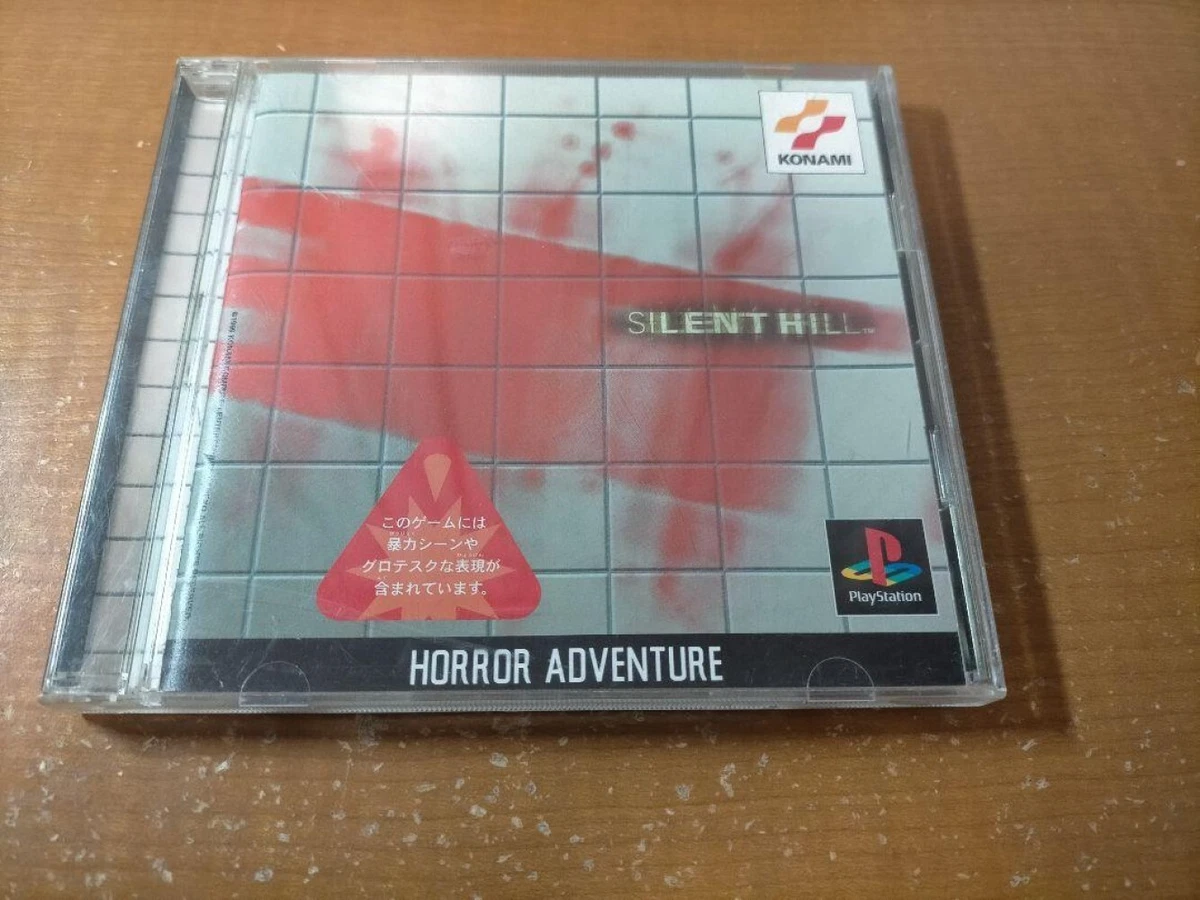 KONAMI
SILENT HILL™
このゲームには
暴力シーンや
グロテスクな表現が
含まれています。
PlayStation
HORROR ADVENTURE